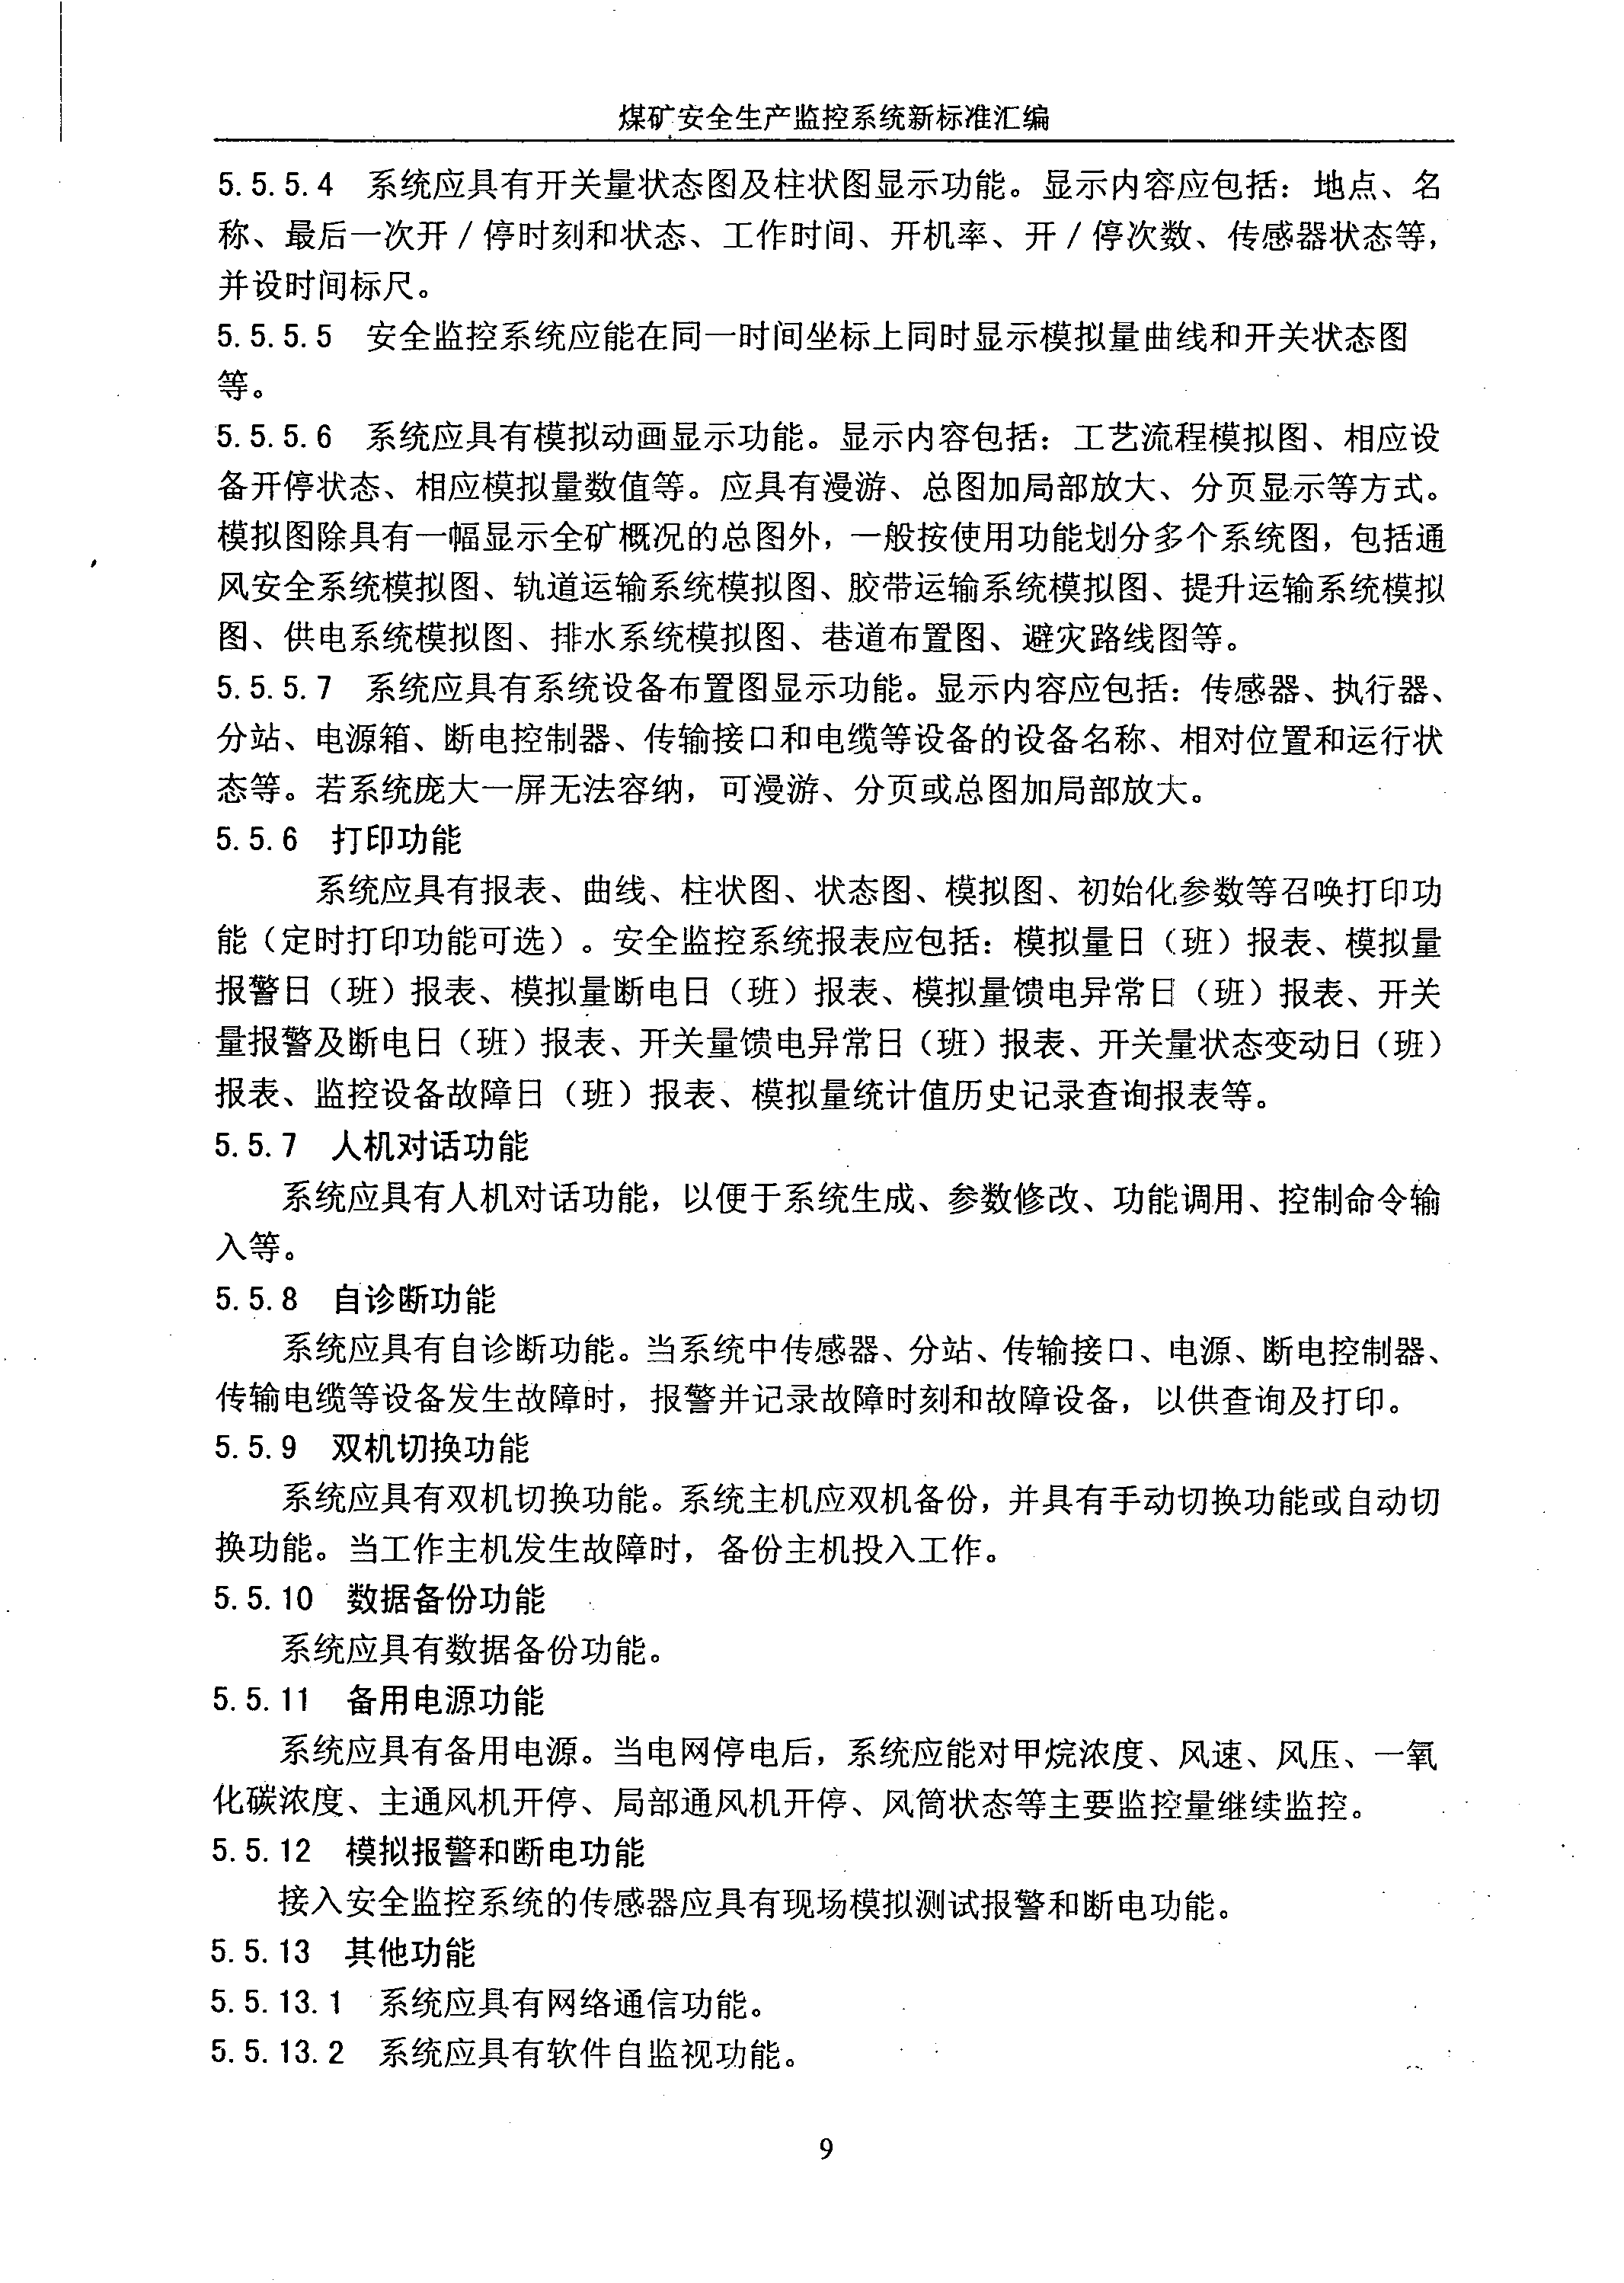 煤矿安全生产监控系统新标准汇编
5.5.5.4 系统应具有开关量状态图及柱状图显示功能。显示内容应包括：地点、名
称、最后一次开/停时刻和状态、工作时间、开机率、开/停次数、传感器状态等，
并设时间标尺。
5.5.5.5 安全监控系统应能在同一时间坐标上同时显示模拟量曲线和开关状态图
等。
5.5.5.6 系统应具有模拟动画显示功能。显示内容包括：工艺流程模拟图、相应设
备开停状态、相应模拟量数值等。应具有漫游、总图加局部放大、分页显示等方式。
模拟图除具有一幅显示全矿概况的总图外，一般按使用功能划分多个系统图，包括通
风安全系统模拟图、轨道运输系统模拟图、胶带运输系统模拟图、提升运输系统模拟
图、供电系统模拟图、排水系统模拟图、巷道布置图、避灾路线图等。
5.5.5.7 系统应具有系统设备布置图显示功能。显示内容应包括：传感器、执行器、
分站、电源箱、断电控制器、传输接口和电缆等设备的设备名称、相对位置和运行状
态等。若系统庞大一屏无法容纳，可漫游、分页或总图加局部放大。
5.5.6 打印功能
系统应具有报表、曲线、柱状图、状态图、模拟图、初始化参数等召唤打印功
能（定时打印功能可选）。安全监控系统报表应包括：模拟量日（班）报表、模拟量
报警日（班）报表、模拟量断电日（班）报表、模拟量馈电异常日（班）报表、开关
量报警及断电日（班）报表、开关量馈电异常日（班）报表、开关量状态变动日（班）
报表、监控设备故障日（班）报表、模拟量统计值历史记录查询报表等。
5.5.7 人机对话功能
系统应具有人机对话功能，以便于系统生成、参数修改、功能调用、控制命令输
入等。
5.5.8 自诊断功能
系统应具有自诊断功能。当系统中传感器、分站、传输接口、电源、断电控制器、
传输电缆等设备发生故障时，报警并记录故障时刻和故障设备，以供查询及打印。
5.5.9 双机切换功能
系统应具有双机切换功能。系统主机应双机备份，并具有手动切换功能或自动切
换功能。当工作主机发生故障时，备份主机投入工作。
5.5.10 数据备份功能
系统应具有数据备份功能。
5.5.11 备用电源功能
系统应具有备用电源。当电网停电后，系统应能对甲烷浓度、风速、风压、一氧
化碳浓度、主通风机开停、局部通风机开停、风筒状态等主要监控量继续监控。
5.5.12 模拟报警和断电功能
接入安全监控系统的传感器应具有现场模拟测试报警和断电功能。
5.5.13 其他功能
5.5.13.1 系统应具有网络通信功能。
5.5.13.2 系统应具有软件自监视功能。
9